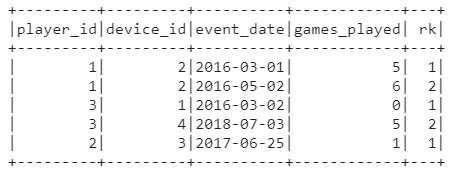 +---------+---------+----------+------------+---+
|player_id|device_id|event_date|games_played| rk|
+---------+---------+----------+------------+---+
|        1|        2|2016-03-01|           5|  1|
|        1|        2|2016-05-02|           6|  2|
|        3|        1|2016-03-02|           0|  1|
|        3|        4|2018-07-03|           5|  2|
|        2|        3|2017-06-25|           1|  1|
+---------+---------+----------+------------+---+